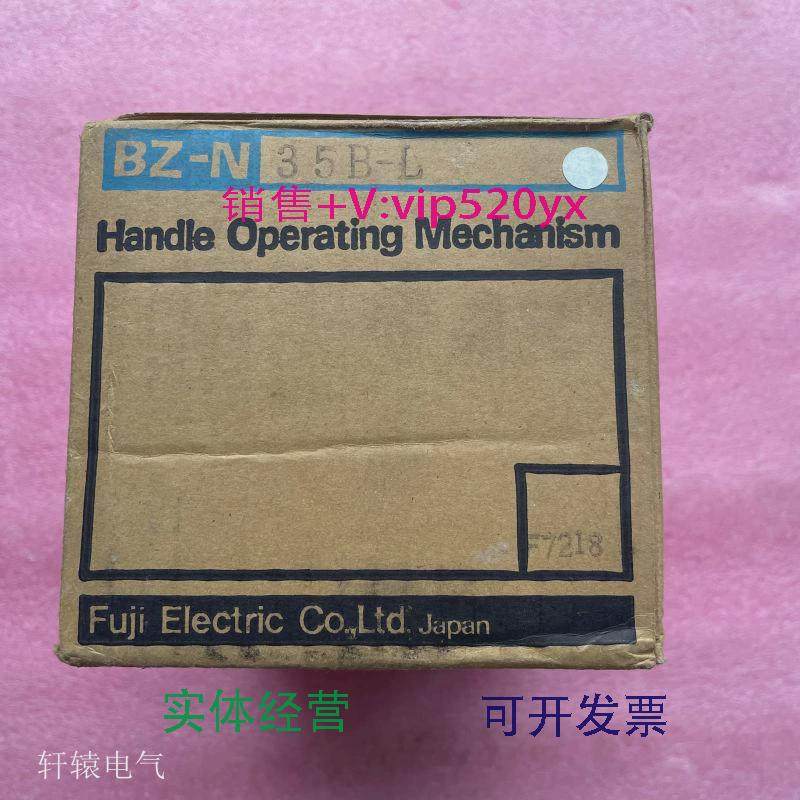 BZ-N 35B-L
销售+V:vip520yx
Handle Operating Mechanism
F7218
Fuji Electric Co.,Ltd. Japan
实体经营 可开发票
轩辕电气